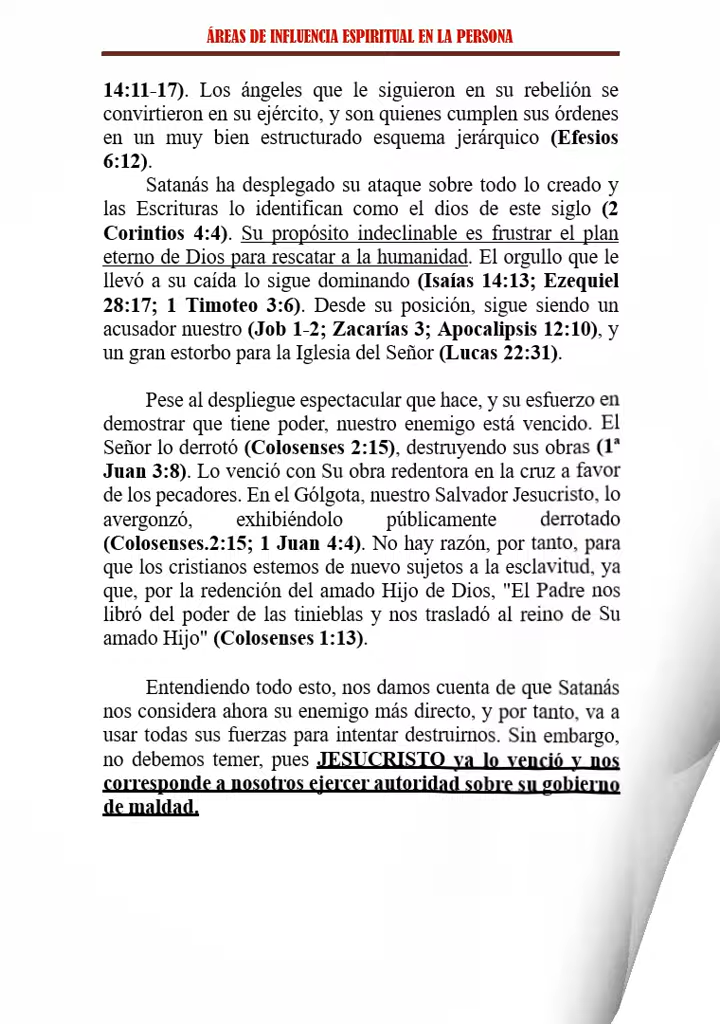 ÁREAS DE INFLUENCIA ESPIRITUAL EN LA PERSONA
14:11-17). Los ángeles que le siguieron en su rebelión se
convirtieron en su ejército, y son quienes cumplen sus órdenes
en un muy bien estructurado esquema jerárquico (Efesios
6:12).
Satanás ha desplegado su ataque sobre todo lo creado y
las Escrituras lo identifican como el dios de este siglo (2
Corintios 4:4). Su propósito indeclinable es frustrar el plan
eterno de Dios para rescatar a la humanidad. El orgullo que le
llevó a su caída lo sigue dominando (Isaías 14:13; Ezequiel
28:17; 1 Timoteo 3:6). Desde su posición, sigue siendo un
acusador nuestro (Job 1-2; Zacarías 3; Apocalipsis 12:10), y
un gran estorbo para la Iglesia del Señor (Lucas 22:31).
Pese al despliegue espectacular que hace, y su esfuerzo en
demostrar que tiene poder, nuestro enemigo está vencido. El
Señor lo derrotó (Colosenses 2:15), destruyendo sus obras (1ª
Juan 3:8). Lo venció con Su obra redentora en la cruz a favor
de los pecadores. En el Gólgota, nuestro Salvador Jesucristo, lo
avergonzó, exhibiéndolo públicamente derrotado
(Colosenses.2:15; 1 Juan 4:4). No hay razón, por tanto, para
que los cristianos estemos de nuevo sujetos a la esclavitud, ya
que, por la redención del amado Hijo de Dios, "El Padre nos
libró del poder de las tinieblas y nos trasladó al reino de Su
amado Hijo" (Colosenses 1:13).
Entendiendo todo esto, nos damos cuenta de que Satanás
nos considera ahora su enemigo más directo, y por tanto, va a
usar todas sus fuerzas para intentar destruirnos. Sin embargo,
no debemos temer, pues JESUCRISTO ya lo venció y nos
corresponde a nosotros ejercer autoridad sobre su gobierno
de maldad.